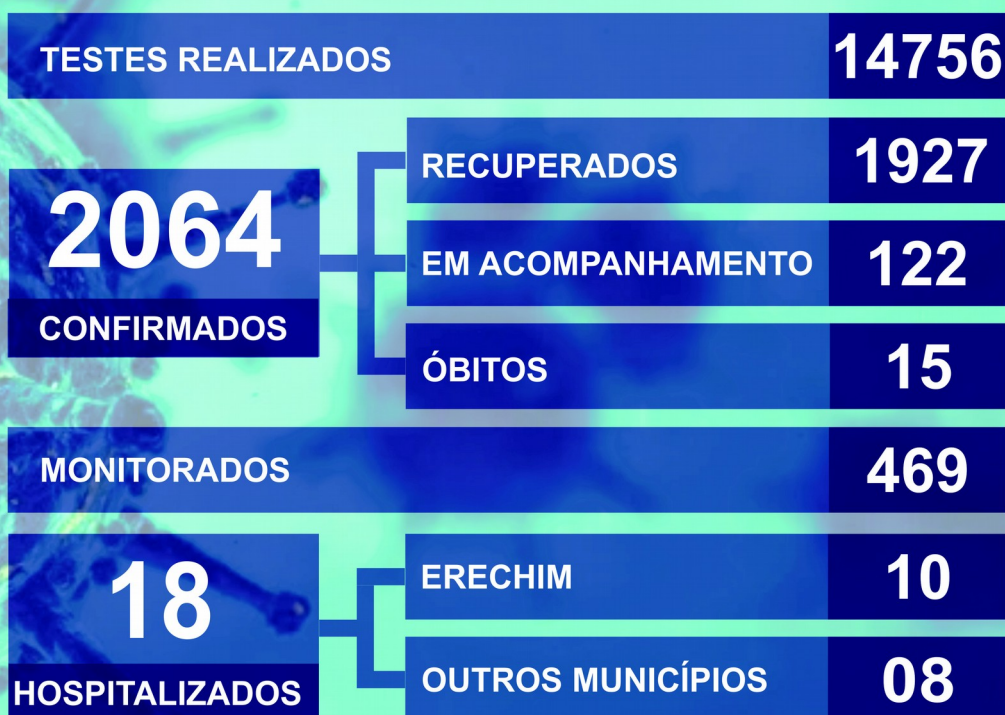 TESTES REALIZADOS 14756
2064
CONFIRMADOS
RECUPERADOS 1927
EM ACOMPANHAMENTO 122
ÓBITOS 15
MONITORADOS 469
18
HOSPITALIZADOS
ERECHIM 10
OUTROS MUNICÍPIOS 08